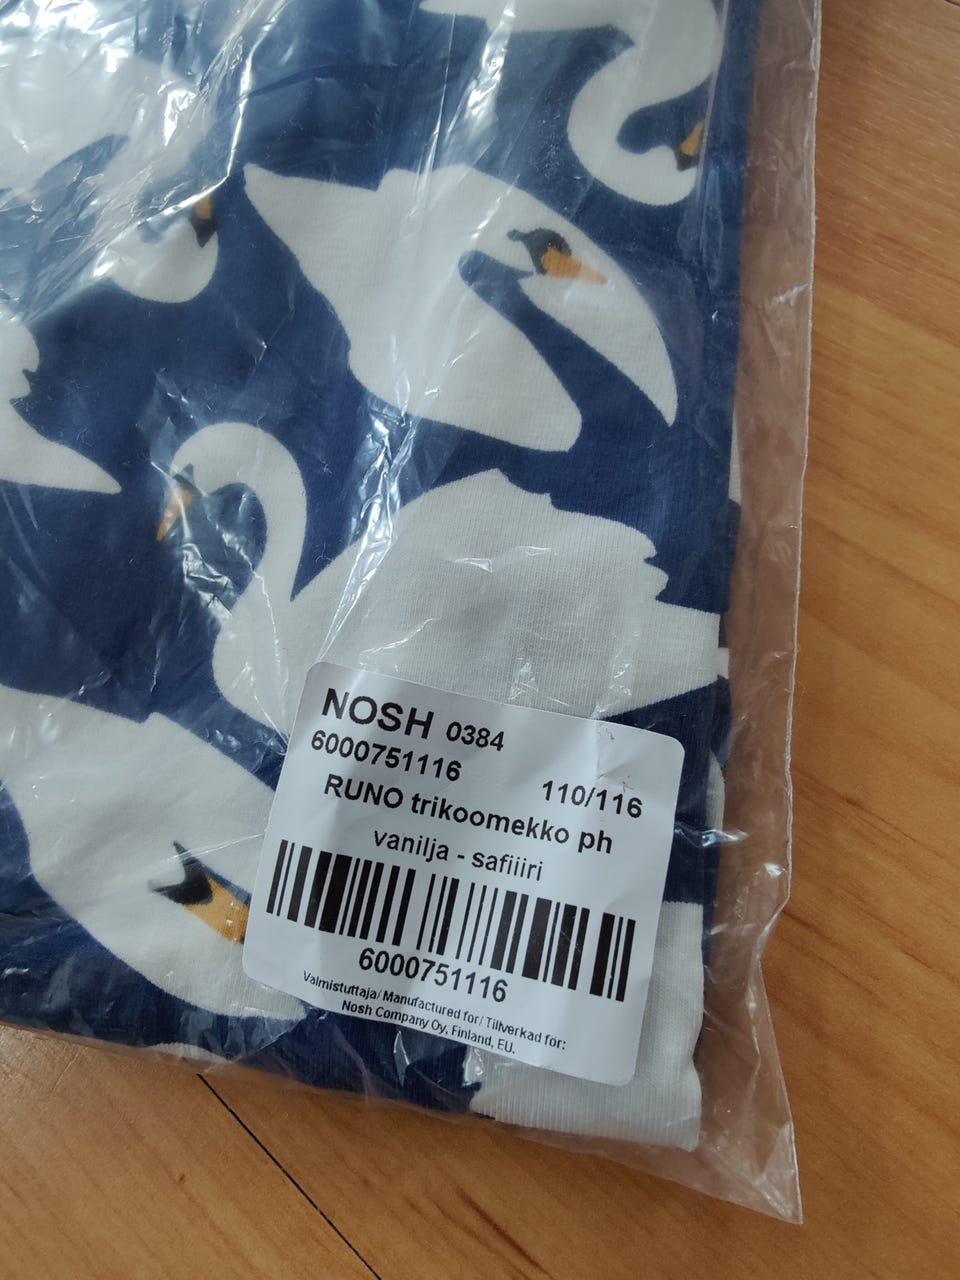 NOSH 0384
6000751116 110/116
RUNO trikoomekko ph
vanilja - safiiiri
6000751116
Valmistuttaja/ Manufactured for/ Tillverkad för:
Nosh Company Oy, Finland, EU.